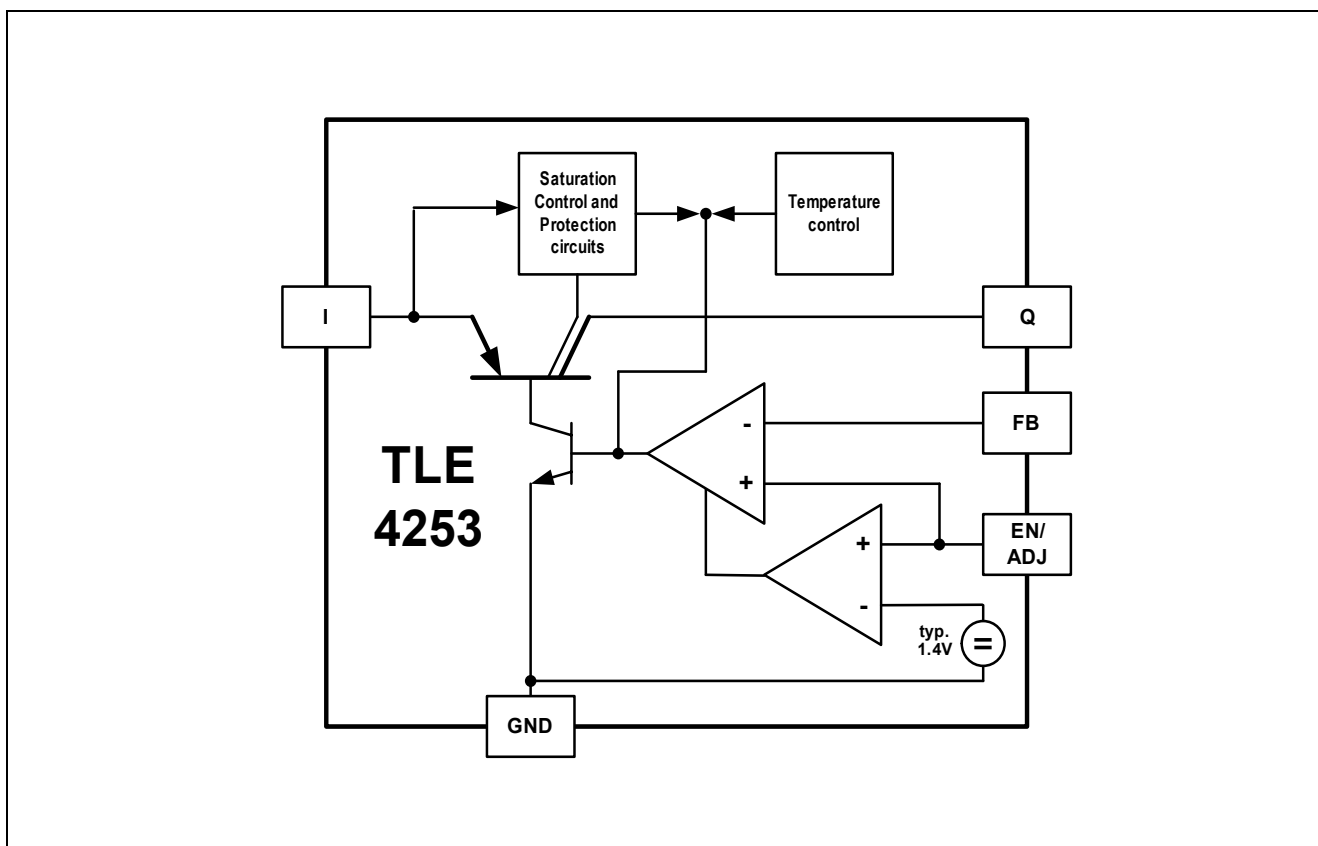 Saturation
Control and
Protection
circuits
Temperature
control
I
Q
FB
-
+
TLE
4253
EN/
ADJ
+
-
typ.
1.4V
=
GND